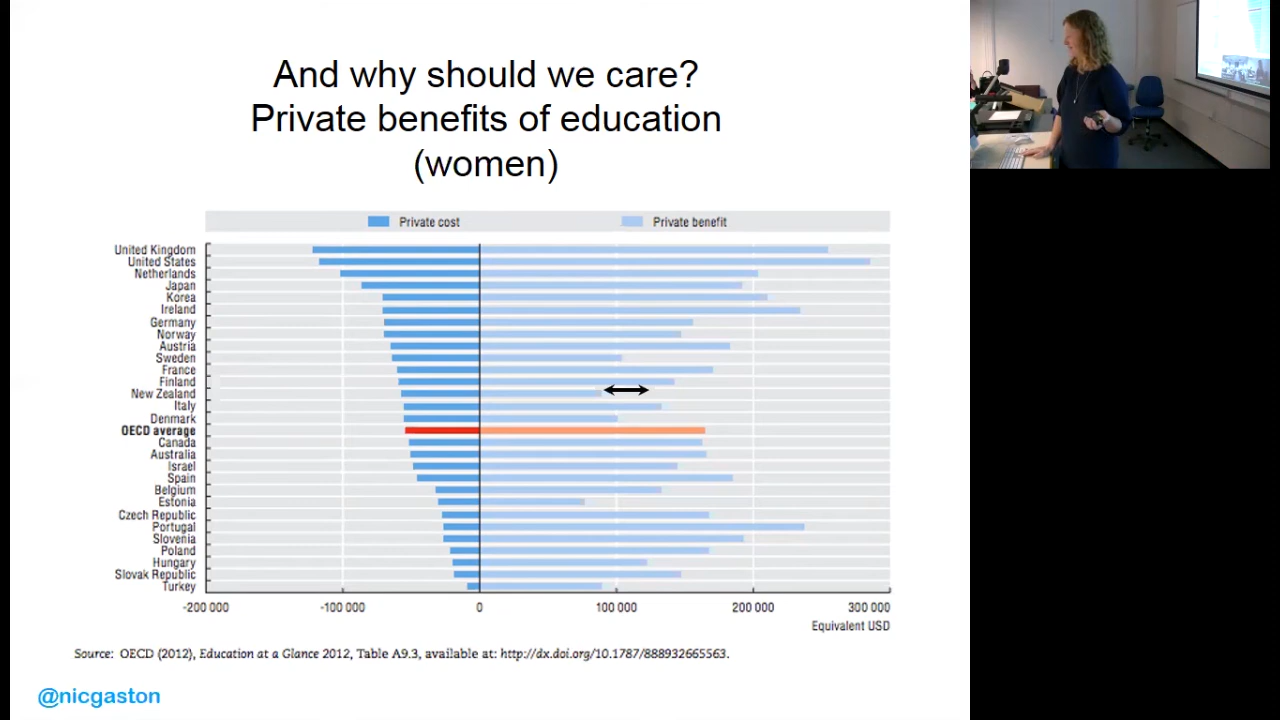 And why should we care?
Private benefits of education
(women)
Private cost
Private benefit
United Kingdom
United States
Netherlands
Japan
Korea
Ireland
Germany
Norway
Austria
Sweden
France
Finland
New Zealand
Italy
Denmark
OECD average
Canada
Australia
Israel
Spain
Belgium
Estonia
Czech Republic
Portugal
Slovenia
Poland
Hungary
Slovak Republic
Turkey
-200 000 -100 000 0 100 000 200 000 300 000
Equivalent USD
Source: OECD (2012), Education at a Glance 2012, Table A9.3, available at: http://dx.doi.org/10.1787/888932665563.
@nicgaston